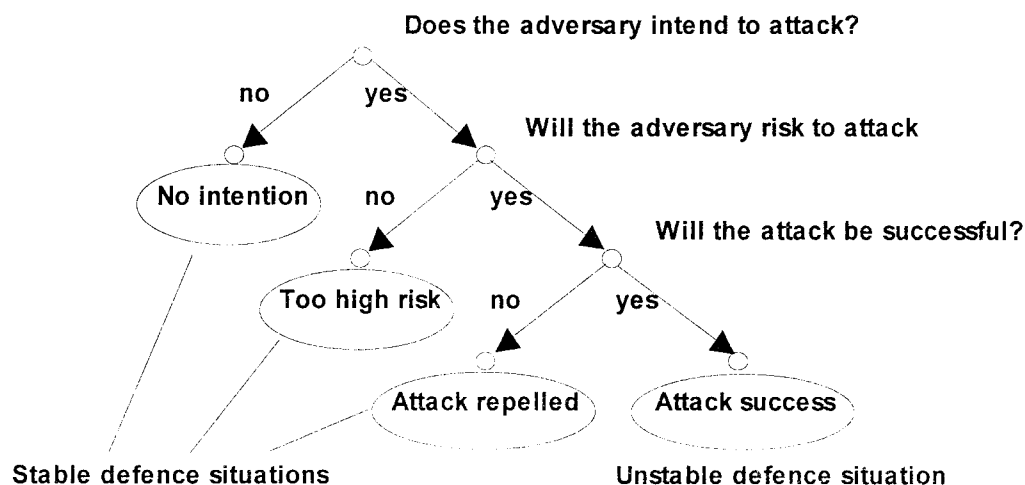 Does the adversary intend to attack?
no
yes
Will the adversary risk to attack
No intention
no
yes
Will the attack be successful?
Too high risk
no
yes
Attack repelled
Attack success
Stable defence situations
Unstable defence situation